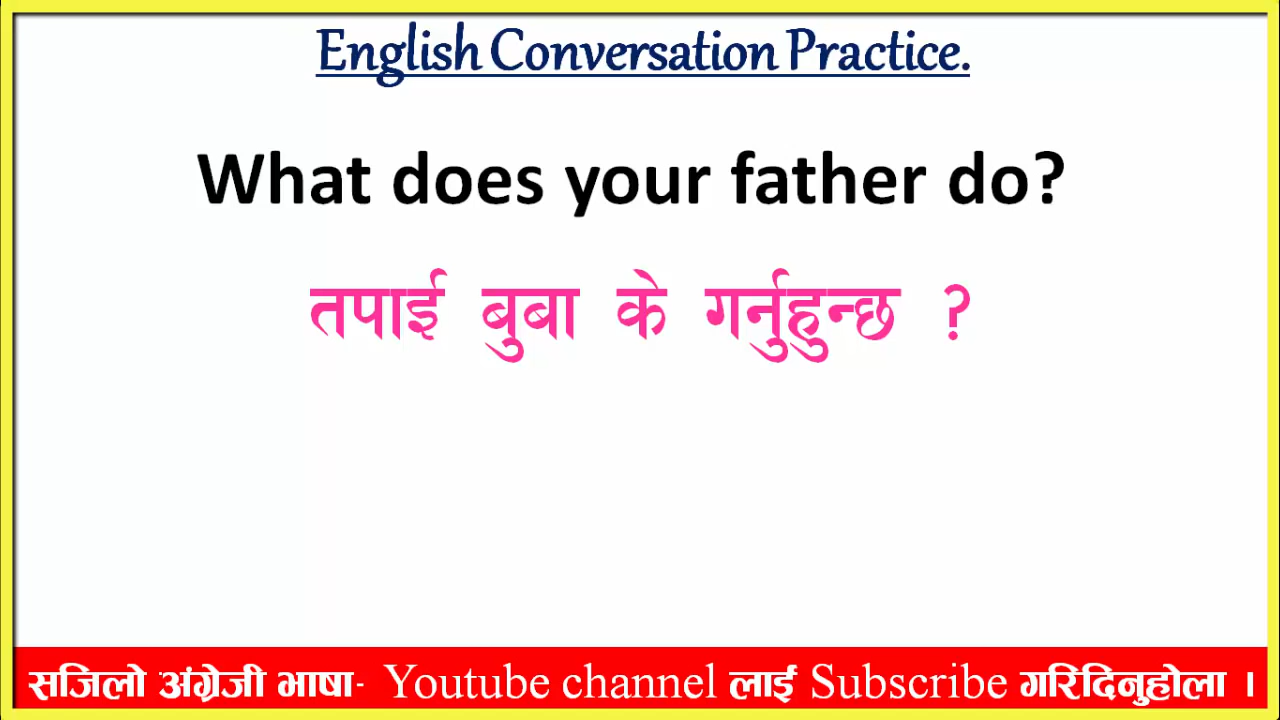 English Conversation Practice.
What does your father do?
तपाई बुबा के गर्नुहुन्छ ?
सजिलो अंग्रेजी भाषा- Youtube channel लाई Subscribe गरिदिनुहोला ।